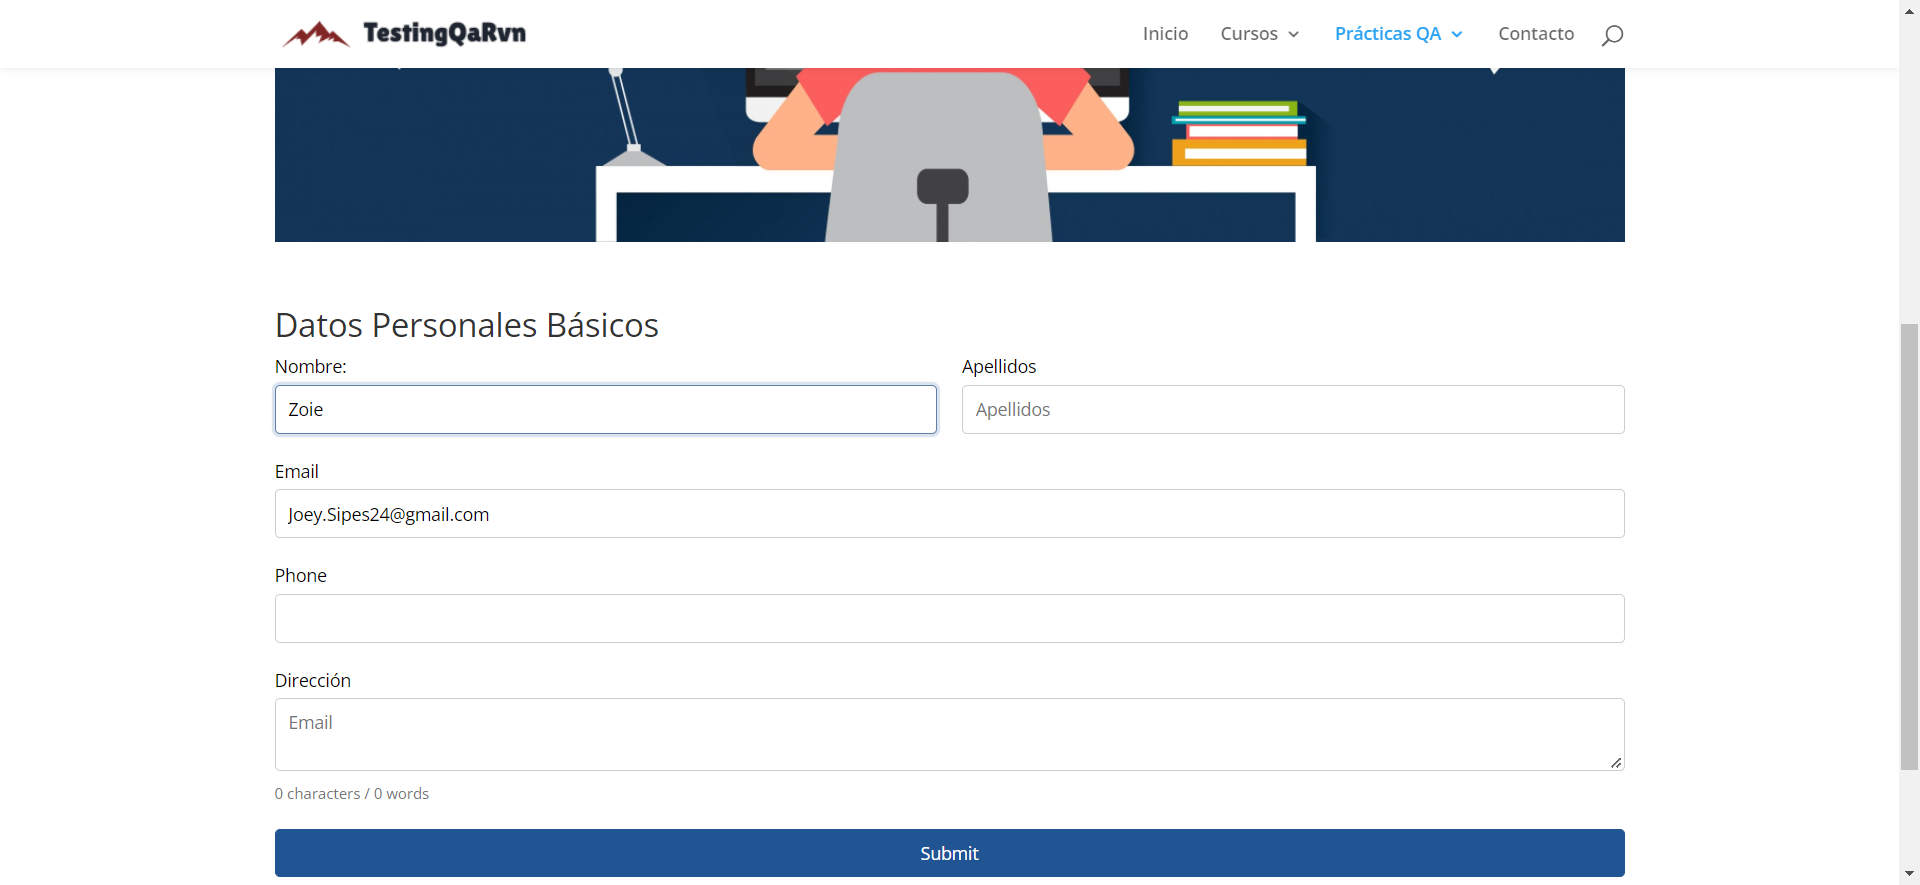 TestingQaRvn
Inicio Cursos Prácticas QA Contacto
Datos Personales Básicos
Nombre: Apellidos
Zoie Apellidos
Email
Joey.Sipes24@gmail.com
Phone
Dirección
Email
0 characters / 0 words
Submit